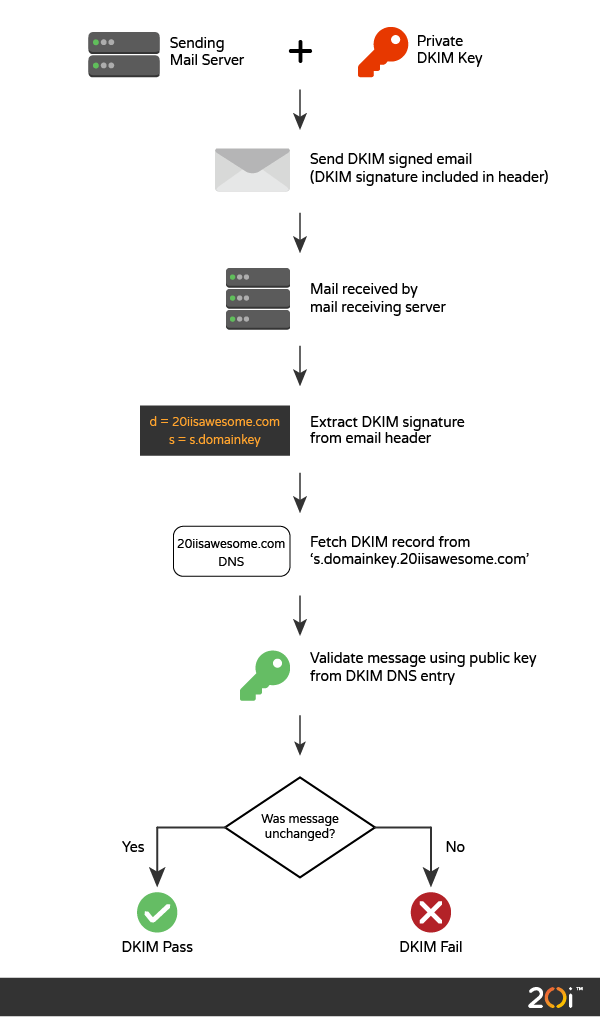 Sending
Mail Server
Private
DKIM Key
Send DKIM signed email
(DKIM signature included in header)
Mail received by
mail receiving server
d = 20iisawesome.com
s = s.domainkey
Extract DKIM signature
from email header
20iisawesome.com
DNS
Fetch DKIM record from
‘s.domainkey.20iisawesome.com’
Validate message using public key
from DKIM DNS entry
Was message
unchanged?
Yes
No
DKIM Pass
DKIM Fail
20i™